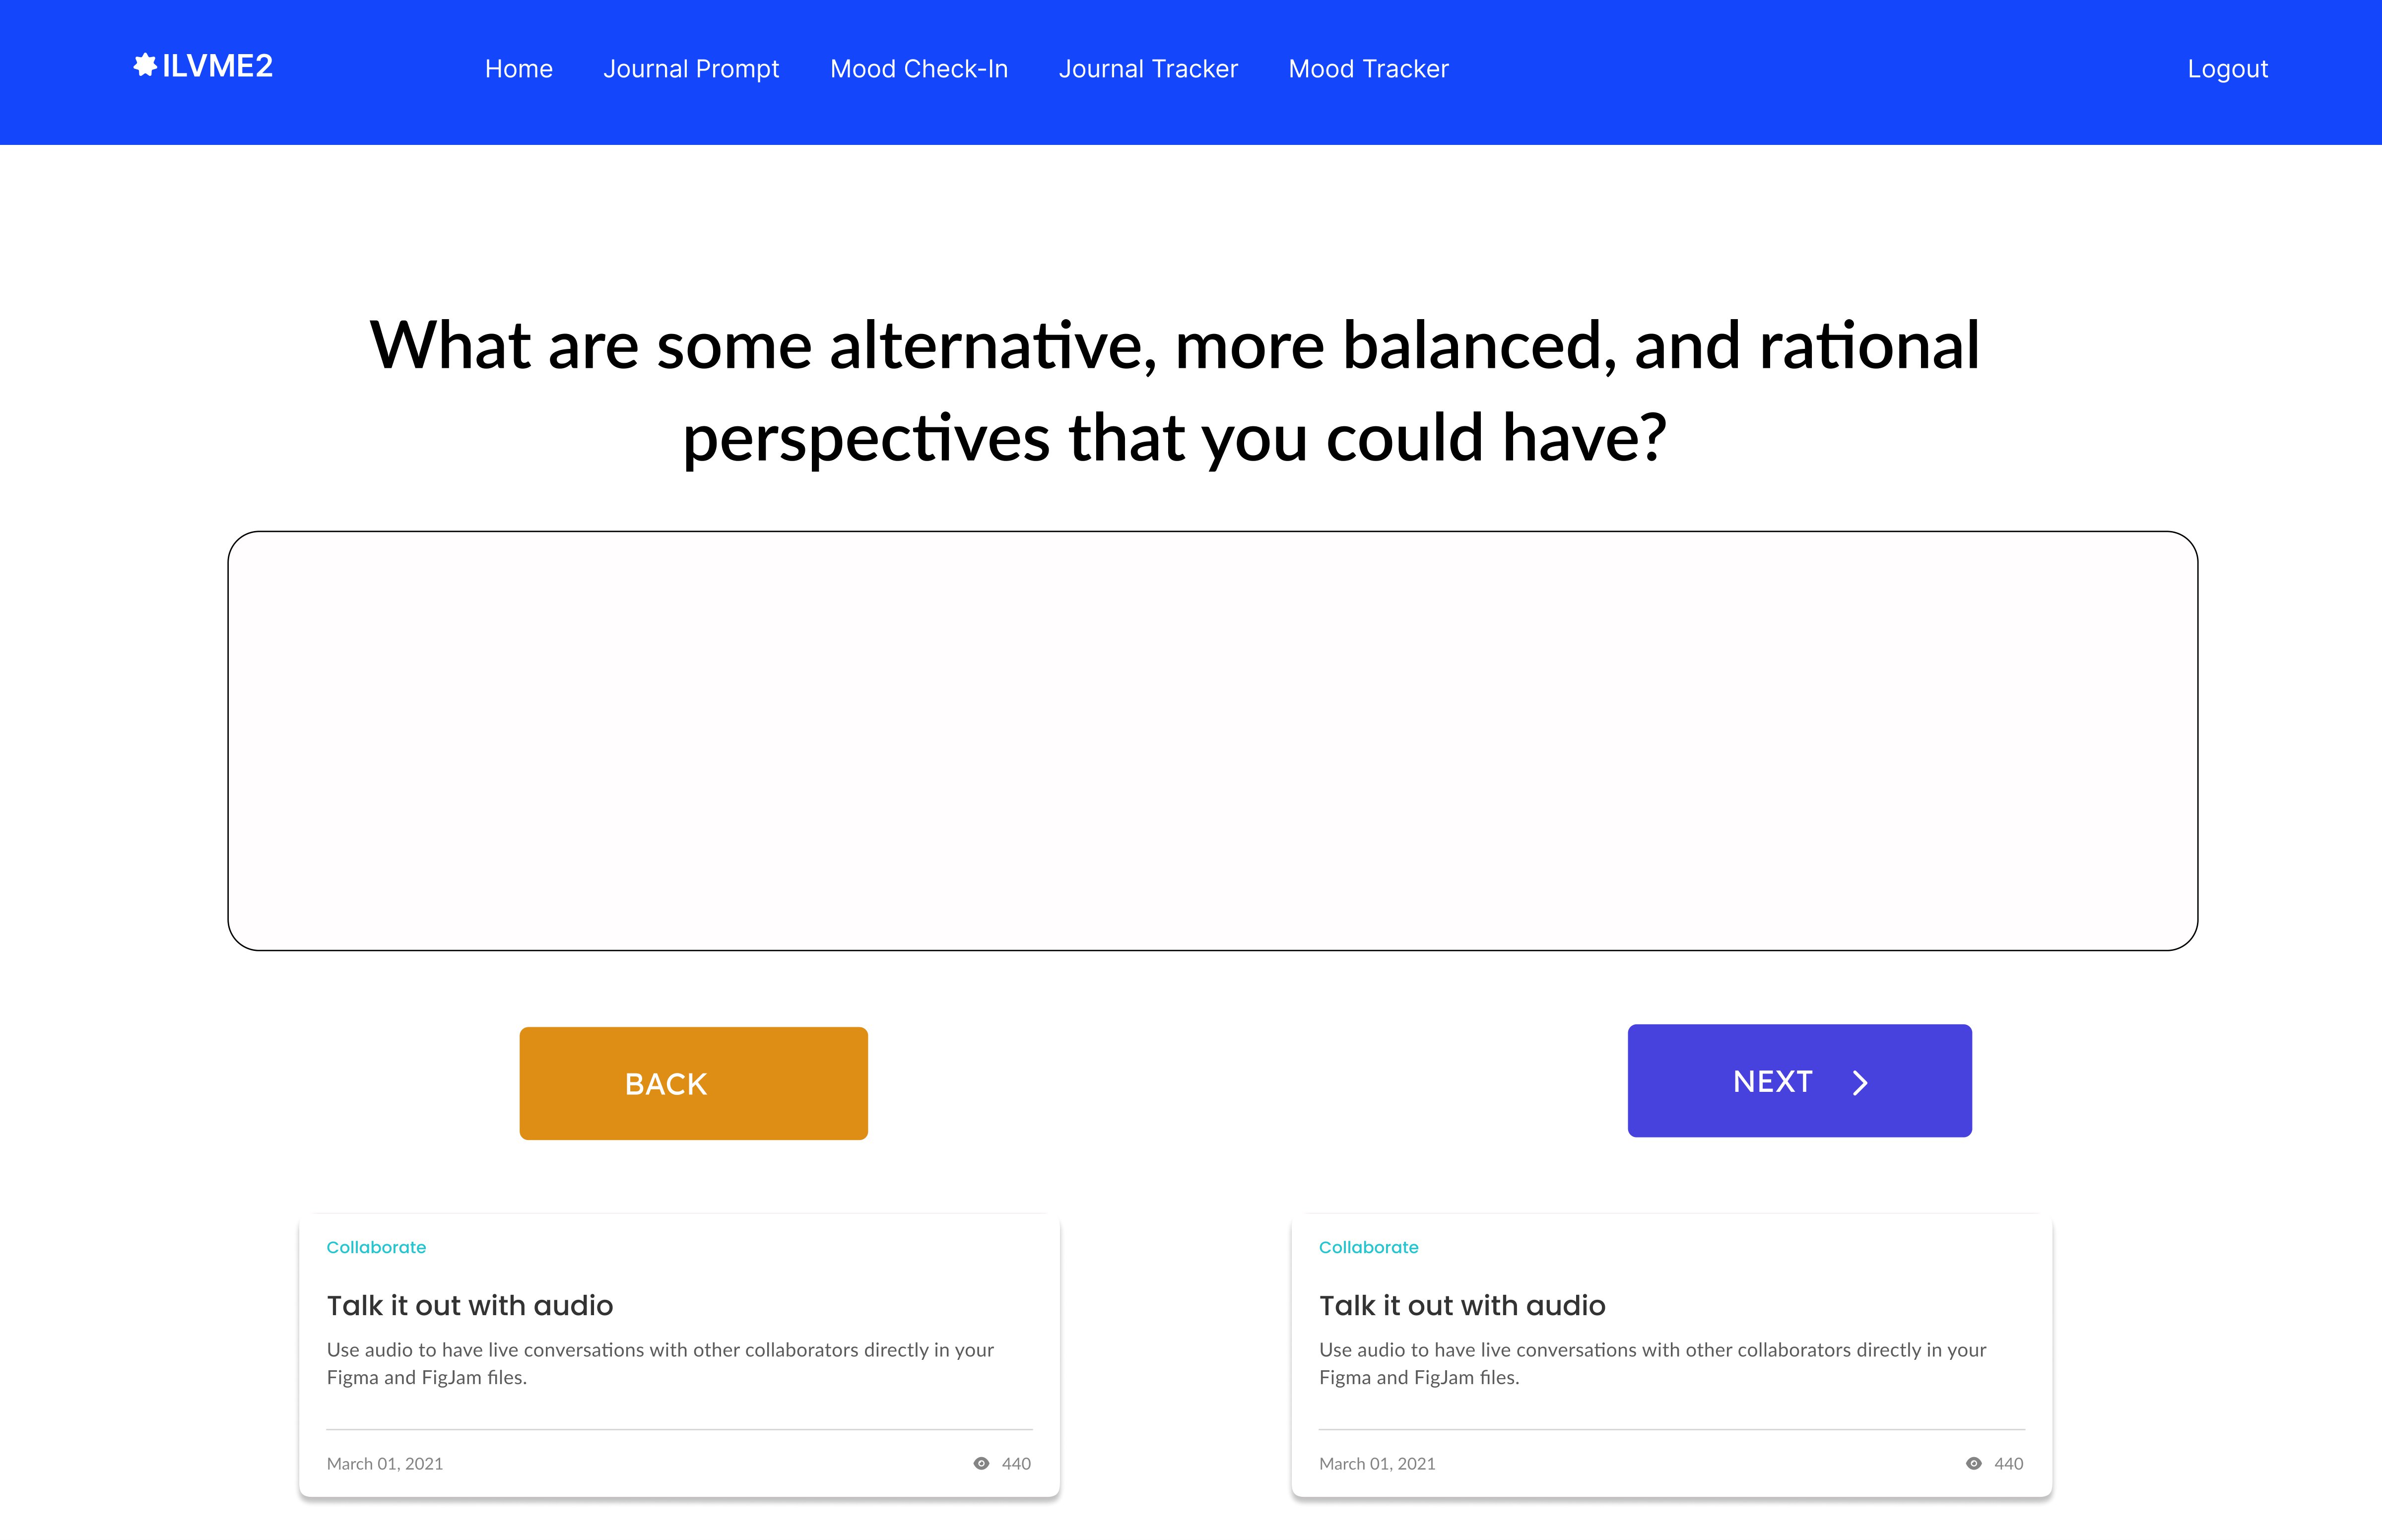 ILVME2 Home Journal Prompt Mood Check-In Journal Tracker Mood Tracker Logout
What are some alternative, more balanced, and rational
perspectives that you could have?
BACK
NEXT
Collaborate
Talk it out with audio
Use audio to have live conversations with other collaborators directly in your
Figma and FigJam files.
March 01, 2021 440
Collaborate
Talk it out with audio
Use audio to have live conversations with other collaborators directly in your
Figma and FigJam files.
March 01, 2021 440